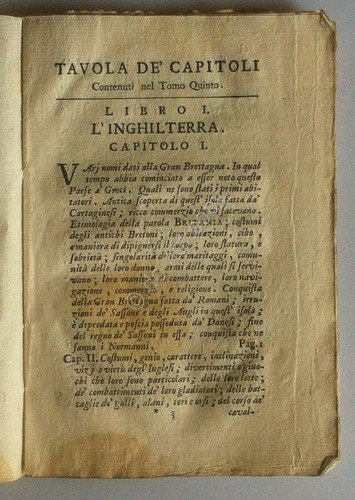 TAVOLA DE' CAPITOLI
Contenuti nel Tomo Quinto.
LIBRO I.
L'INGHILTERRA.
CAPITOLO I.
VArj nomi dati alla Gran Brettagna. In qual
tempo abbia cominciato a esser noto questo
Paese a' Greci. Quali ne sono stati i primi abi-
tatori. Antica scoperta di quest' isola fatta da'
Cartaginesi; ricco commerzio che vi facevano.
Etimologia della parola BRITANIA; costumi
degli antichi Bretoni; loro abitazioni, cibo,
e maniera di dipignersi il corpo; loro statura, e
sobrietà; singolarità de' loro maritaggi, comu-
nità delle loro donne, armi delle quali si servi-
vano; loro maniera di combattere, loro navi-
gazione, commerzio, e religione. Conquista
della Gran Bretagna fatta da' Romani; irru-
zioni de' Sassoni e degli Angli in quest' isola;
è depredata e poscia posseduta da' Danesi; fine
del regno de' Sassoni in essa; conquista che ne
fanno i Normanni. Pag. 1
Cap. II. Costumi, genio, carattere, inclinazioni,
vizj e virtù degl' Inglesi; divertimenti e giuo-
chi che loro sono particolari; delle loro lotte;
de' combattimenti de' loro gladiatori; delle bat-
taglie de' galli, alani, tori e orsi; del corso de'
* 3 caval-